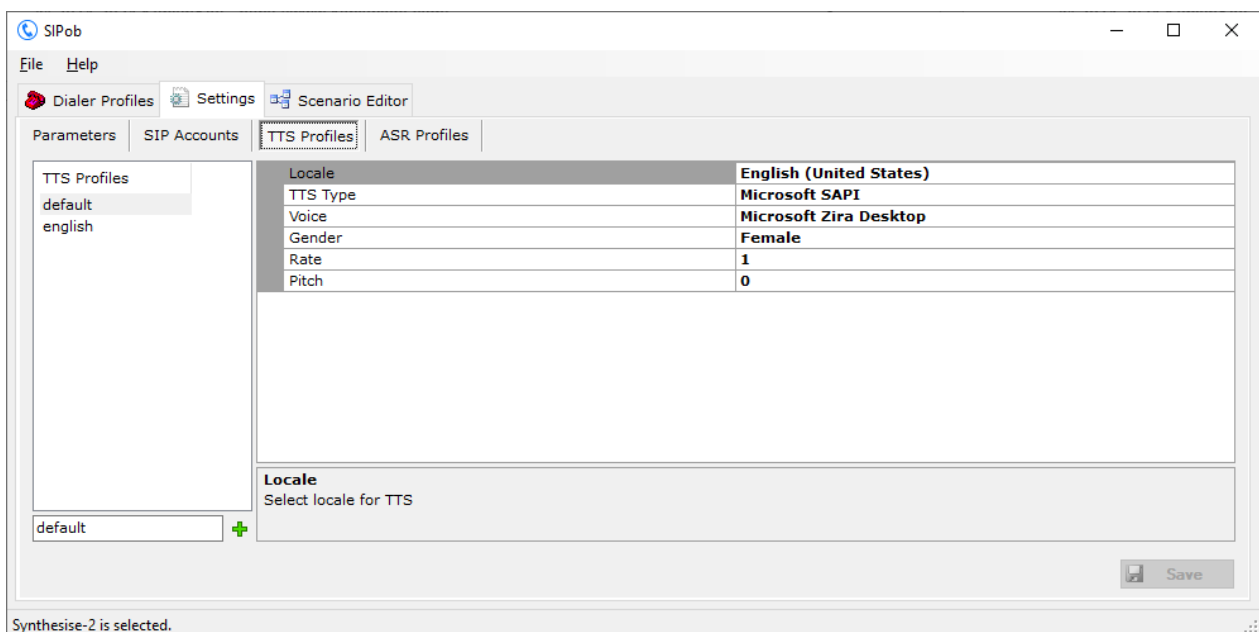 SIPob
File Help
Dialer Profiles Settings Scenario Editor
Parameters SIP Accounts TTS Profiles ASR Profiles
TTS Profiles
default
english
Locale English (United States)
TTS Type Microsoft SAPI
Voice Microsoft Zira Desktop
Gender Female
Rate 1
Pitch 0
Locale
Select locale for TTS
default
Save
Synthesise-2 is selected.